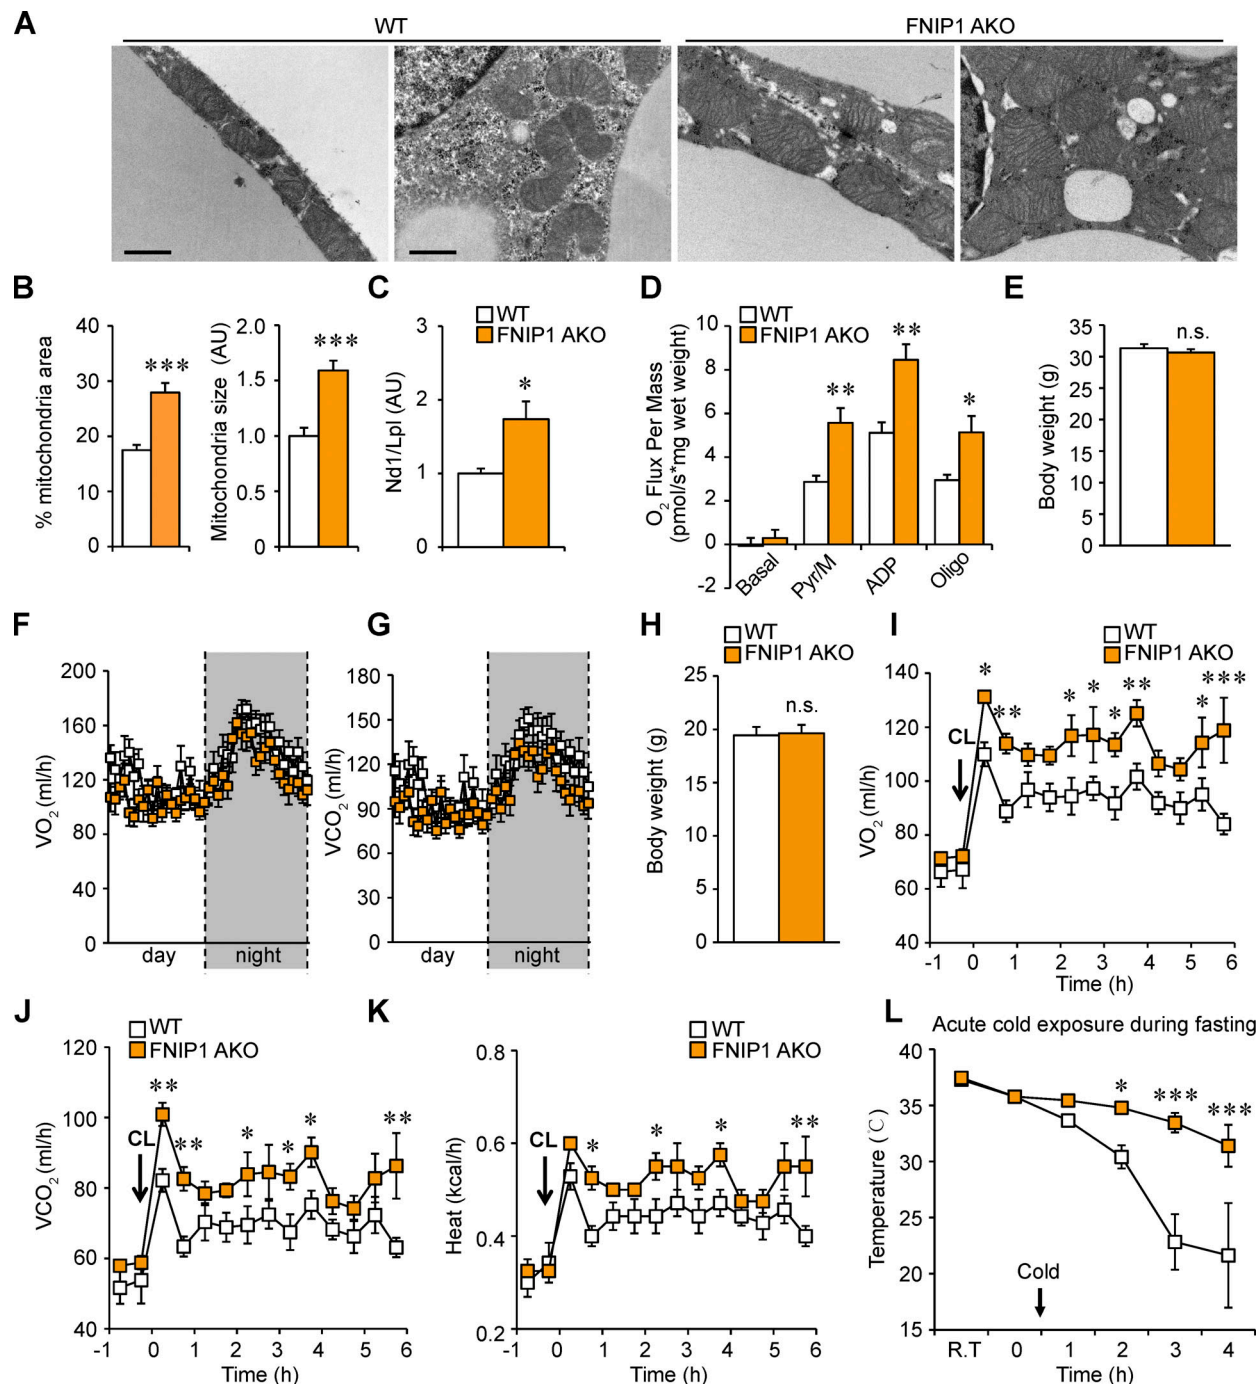 A
WT
FNIP1 AKO
B
C
D
E
WT
FNIP1 AKO
WT
FNIP1 AKO
% mitochondria area
40
30
20
10
0
***
Mitochondria size (AU)
2.0
1.5
1.0
0.5
0
***
Nd1/Lpl (AU)
3
2
1
0
*
O2 Flux Per Mass
(pmol/s*mg wet weight)
10
8
6
4
2
0
-2
**
**
*
Basal
Pyr/M
ADP
Oligo
Body weight (g)
35
30
25
20
15
10
5
0
n.s.
F
G
H
I
VO2 (ml/h)
200
160
120
80
40
0
day
night
VCO2 (ml/h)
180
150
120
90
60
30
0
day
night
WT
FNIP1 AKO
Body weight (g)
25
20
15
10
5
0
n.s.
WT
FNIP1 AKO
VO2 (ml/h)
140
120
100
80
60
40
CL
*
**
*
*
*
**
*
***
-1 0 1 2 3 4 5 6
Time (h)
J
K
L
WT
FNIP1 AKO
VCO2 (ml/h)
120
100
80
60
40
CL
**
**
*
*
*
**
-1 0 1 2 3 4 5 6
Time (h)
WT
FNIP1 AKO
Heat (kcal/h)
0.8
0.6
0.4
0.2
CL
*
*
*
**
-1 0 1 2 3 4 5 6
Time (h)
Acute cold exposure during fasting
Temperature (℃)
40
35
30
25
20
15
*
***
***
Cold
R.T 0 1 2 3 4
Time (h)